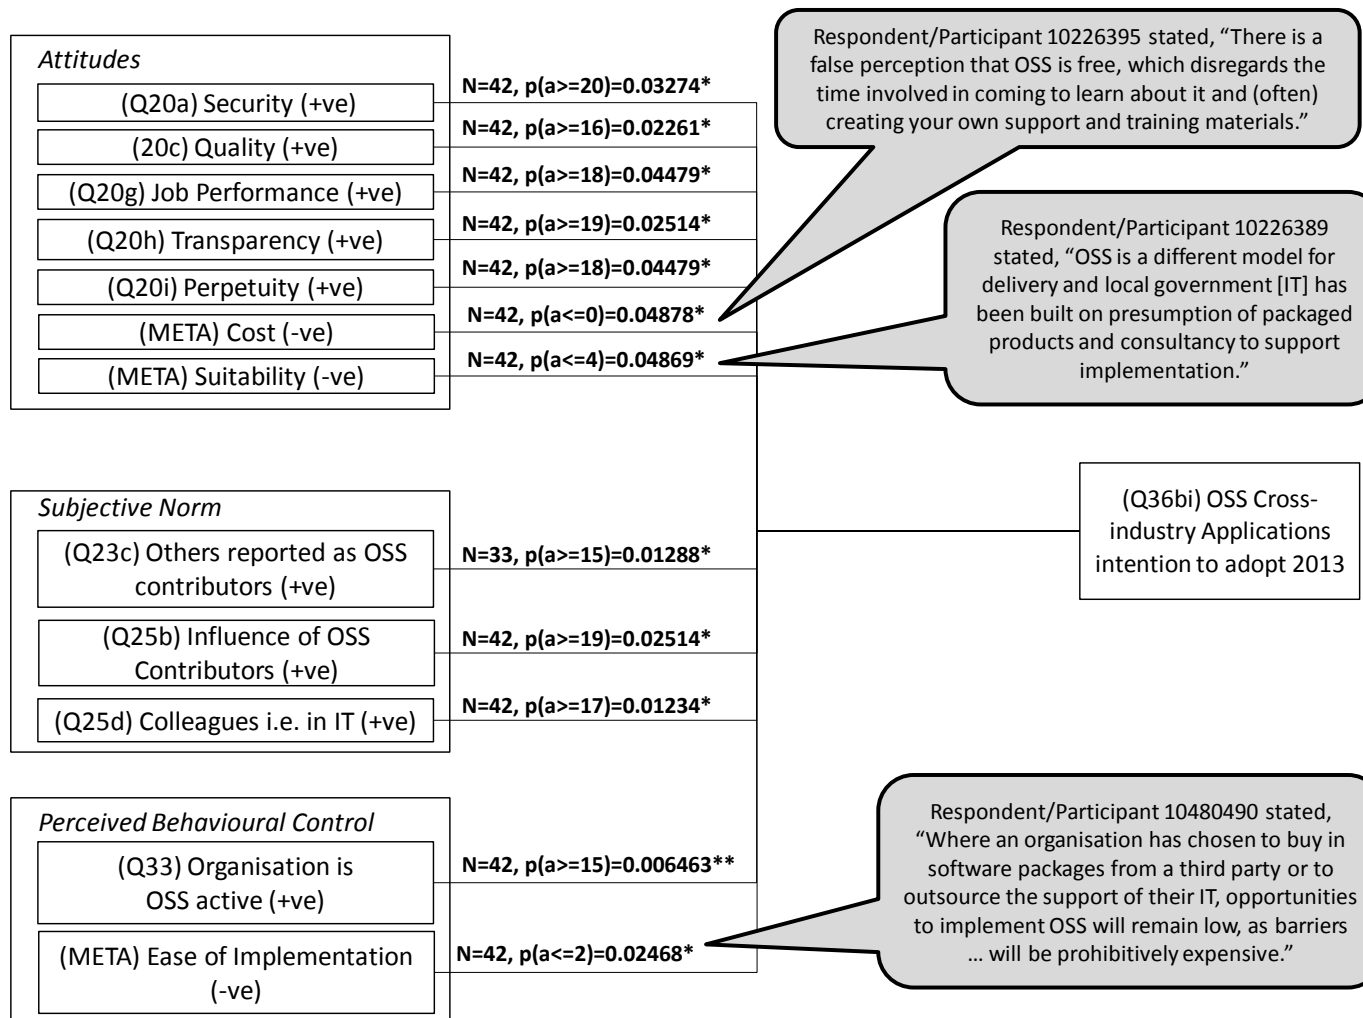 Attitudes
(Q20a) Security (+ve)
N=42, p(a>=20)=0.03274*
(20c) Quality (+ve)
N=42, p(a>=16)=0.02261*
(Q20g) Job Performance (+ve)
N=42, p(a>=18)=0.04479*
(Q20h) Transparency (+ve)
N=42, p(a>=19)=0.02514*
(Q20i) Perpetuity (+ve)
N=42, p(a>=18)=0.04479*
(META) Cost (-ve)
N=42, p(a<=0)=0.04878*
(META) Suitability (-ve)
N=42, p(a<=4)=0.04869*
Respondent/Participant 10226395 stated, “There is a
false perception that OSS is free, which disregards the
time involved in coming to learn about it and (often)
creating your own support and training materials.”
Respondent/Participant 10226389
stated, “OSS is a different model for
delivery and local government [IT] has
been built on presumption of packaged
products and consultancy to support
implementation.”
Subjective Norm
(Q23c) Others reported as OSS
contributors (+ve)
N=33, p(a>=15)=0.01288*
(Q25b) Influence of OSS
Contributors (+ve)
N=42, p(a>=19)=0.02514*
(Q25d) Colleagues i.e. in IT (+ve)
N=42, p(a>=17)=0.01234*
(Q36bi) OSS Cross-
industry Applications
intention to adopt 2013
Perceived Behavioural Control
(Q33) Organisation is
OSS active (+ve)
N=42, p(a>=15)=0.006463**
(META) Ease of Implementation
(-ve)
N=42, p(a<=2)=0.02468*
Respondent/Participant 10480490 stated,
“Where an organisation has chosen to buy in
software packages from a third party or to
outsource the support of their IT, opportunities
to implement OSS will remain low, as barriers
... will be prohibitively expensive.”